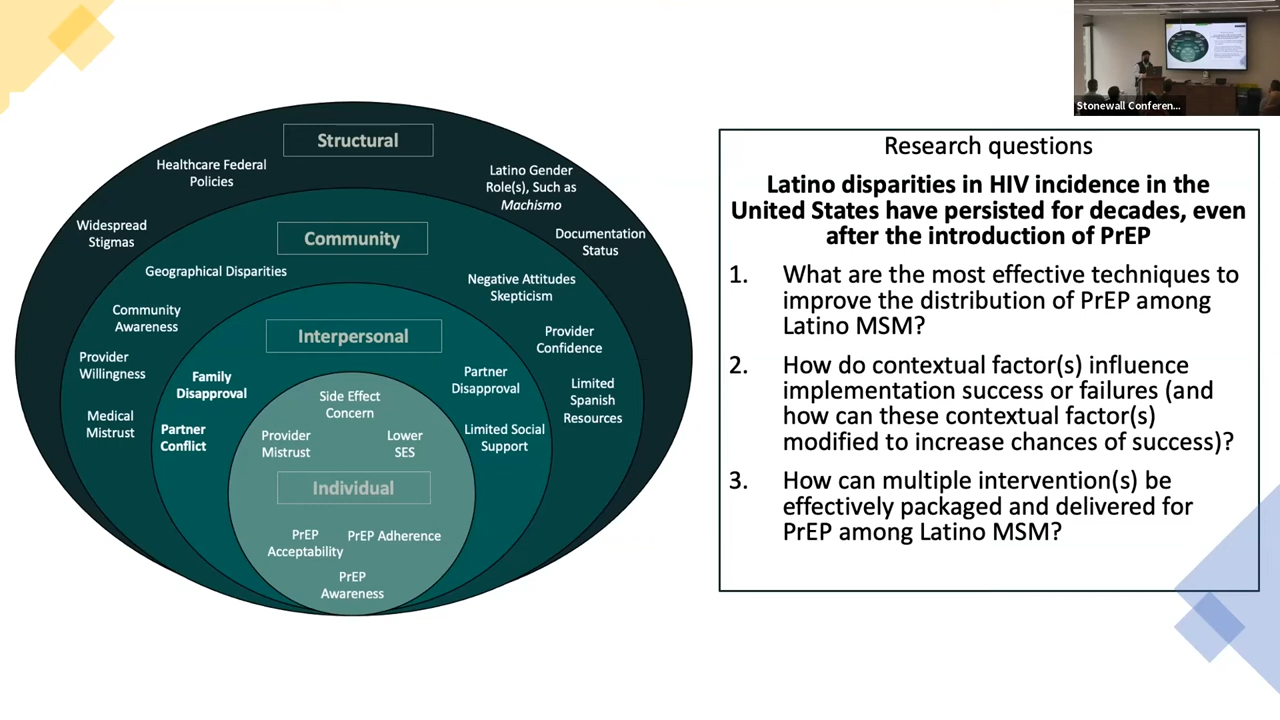 Stonewall Conferen...
Structural
Healthcare Federal
Policies
Latino Gender
Role(s), Such as
Machismo
Widespread
Stigmas
Documentation
Status
Community
Geographical Disparities
Negative Attitudes
Skepticism
Community
Awareness
Provider
Confidence
Provider
Willingness
Limited
Spanish
Resources
Medical
Mistrust
Interpersonal
Family
Disapproval
Partner
Disapproval
Partner
Conflict
Limited Social
Support
Side Effect
Concern
Provider
Mistrust
Lower
SES
Individual
PrEP
Acceptability
PrEP Adherence
PrEP
Awareness
Research questions
Latino disparities in HIV incidence in the
United States have persisted for decades, even
after the introduction of PrEP
1. What are the most effective techniques to
improve the distribution of PrEP among
Latino MSM?
2. How do contextual factor(s) influence
implementation success or failures (and
how can these contextual factor(s)
modified to increase chances of success)?
3. How can multiple intervention(s) be
effectively packaged and delivered for
PrEP among Latino MSM?